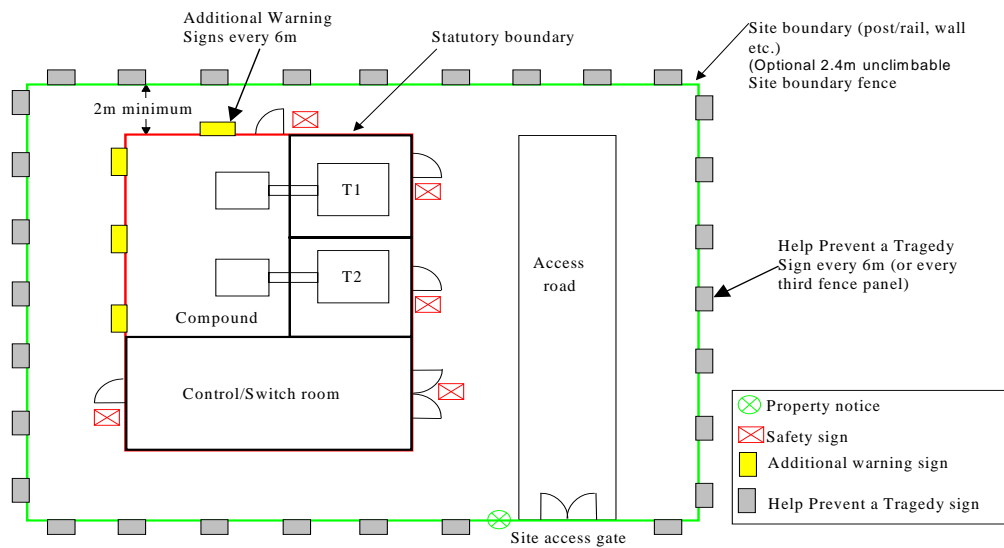 Additional Warning
Signs every 6m
Statutory boundary
Site boundary (post/rail, wall
etc.)
(Optional 2.4m unclimbable
Site boundary fence
2m minimum
T1
T2
Access
road
Help Prevent a Tragedy
Sign every 6m (or every
third fence panel)
Compound
Control/Switch room
Property notice
Safety sign
Additional warning sign
Help Prevent a Tragedy sign
Site access gate